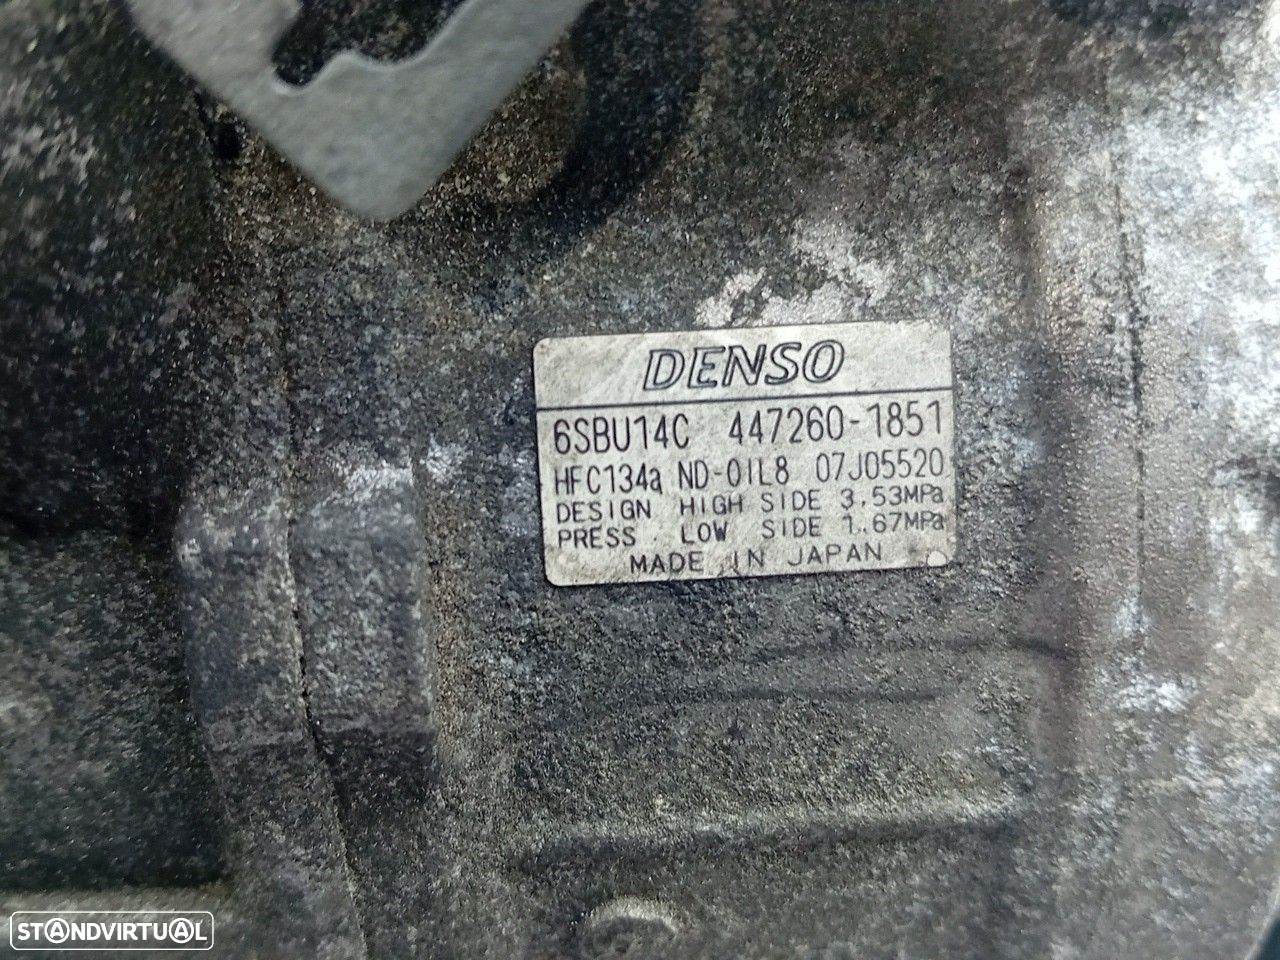 DENSO
6SBU14C 447260-1851
HFC134a ND-OIL8 07J05520
DESIGN HIGH SIDE 3.53MPa
PRESS. LOW SIDE 1.67MPa
MADE IN JAPAN
STANDVIRTUAL